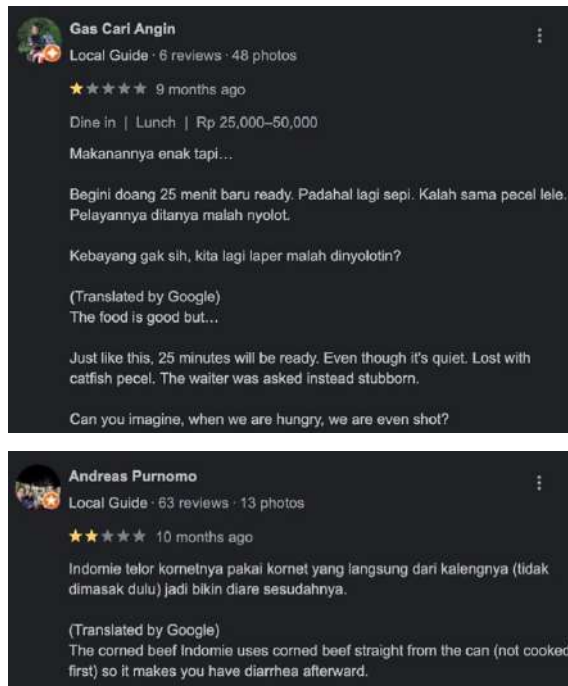 Gas Cari Angin
Local Guide · 6 reviews · 48 photos
9 months ago
Dine in | Lunch | Rp 25,000–50,000
Makanannya enak tapi…
Begini doang 25 menit baru ready. Padahal lagi sepi. Kalah sama pecel lele.
Pelayannya ditanya malah nyolot.
Kebayang gak sih, kita lagi laper malah dinyolotin?
(Translated by Google)
The food is good but…
Just like this, 25 minutes will be ready. Even though it's quiet. Lost with
catfish pecel. The waiter was asked instead stubborn.
Can you imagine, when we are hungry, we are even shot?
Andreas Purnomo
Local Guide · 63 reviews · 13 photos
10 months ago
Indomie telor kornetnya pakai kornet yang langsung dari kalengnya (tidak
dimasak dulu) jadi bikin diare sesudahnya.
(Translated by Google)
The corned beef Indomie uses corned beef straight from the can (not cooked
first) so it makes you have diarrhea afterward.